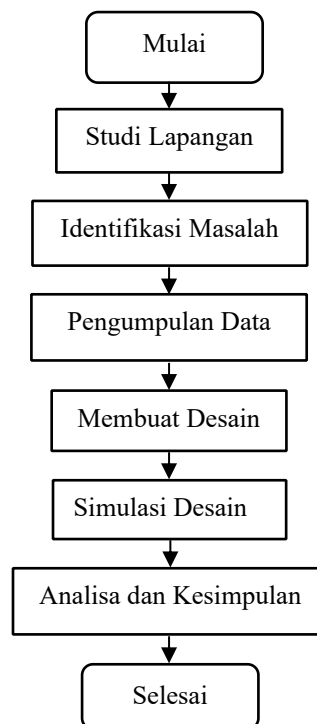 Mulai
Studi Lapangan
Identifikasi Masalah
Pengumpulan Data
Membuat Desain
Simulasi Desain
Analisa dan Kesimpulan
Selesai